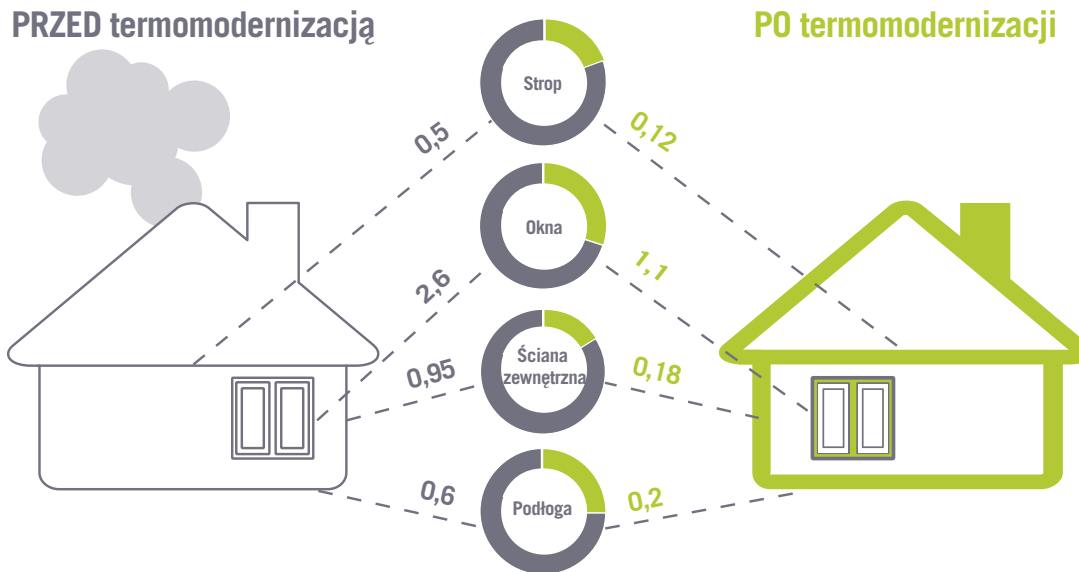 PRZED termomodernizacją
PO termomodernizacji
Strop
0,5
0,12
Okna
2,6
1,1
Ściana
zewnętrzna
0,95
0,18
Podłoga
0,6
0,2